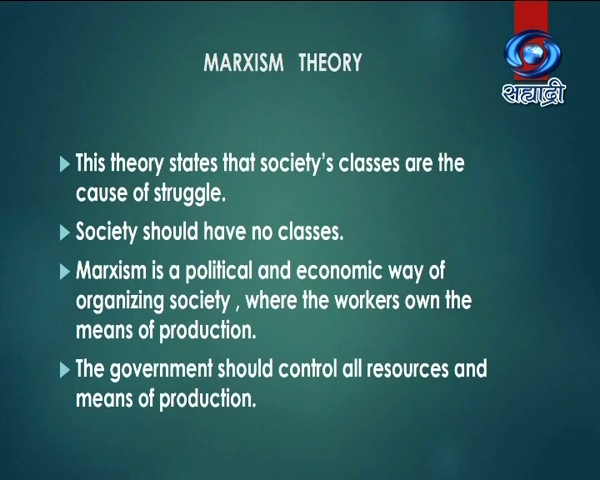 सह्याद्री
MARXISM THEORY
This theory states that society's classes are the
cause of struggle.
Society should have no classes.
Marxism is a political and economic way of
organizing society , where the workers own the
means of production.
The government should control all resources and
means of production.